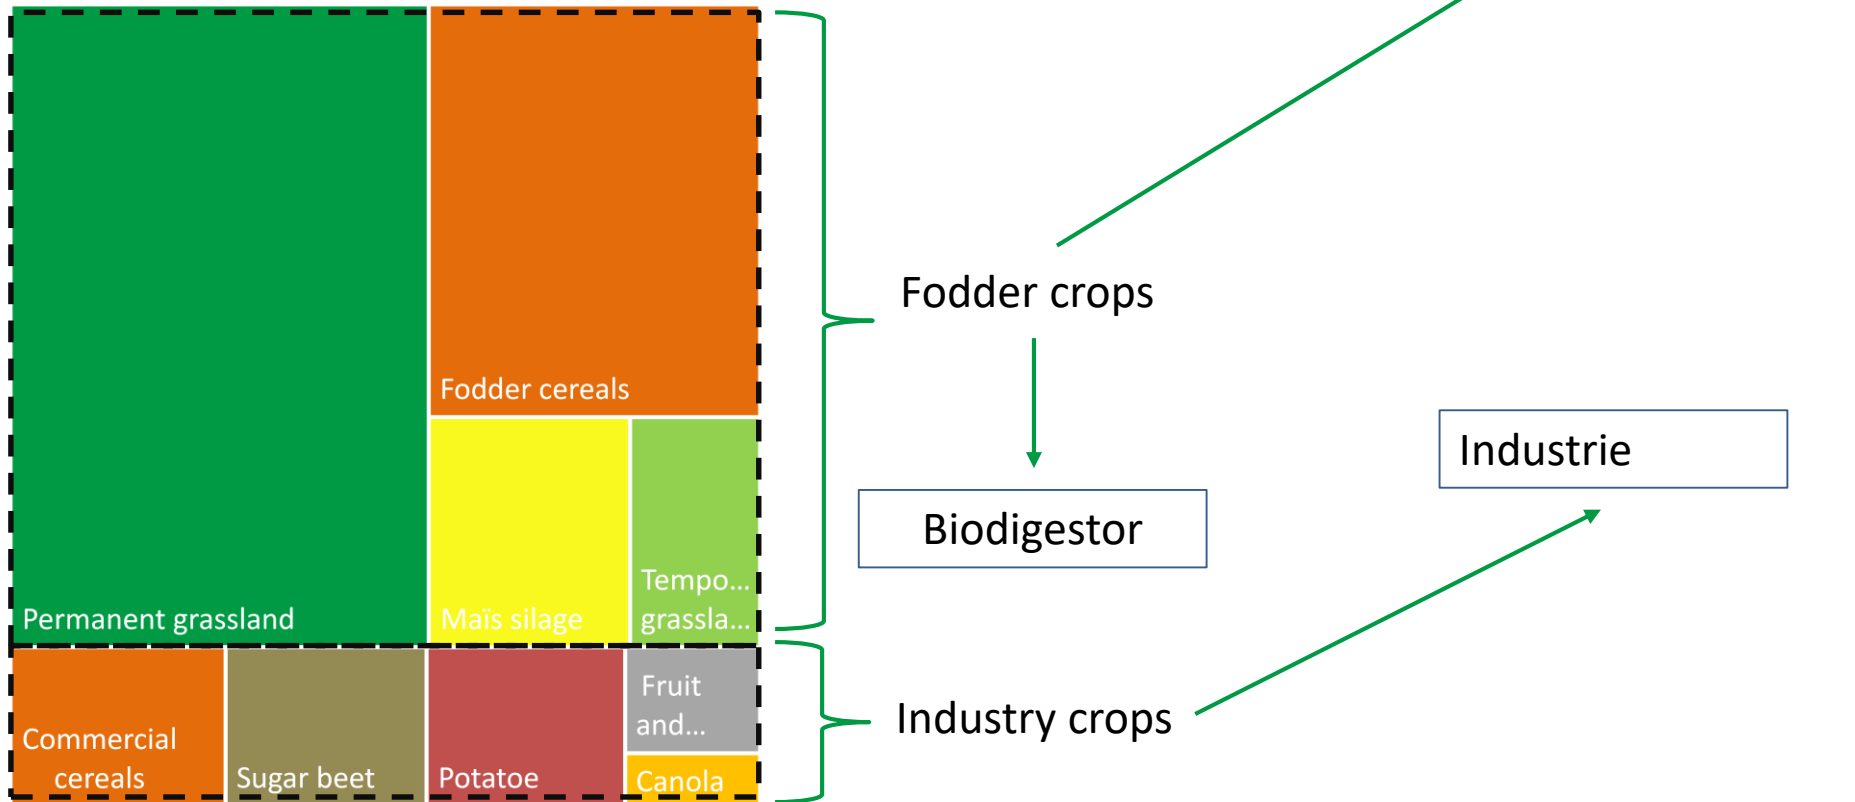 Fodder cereals
Permanent grassland
Maïs silage
Tempo...
grassla...
Commercial
cereals
Sugar beet
Potatoe
Fruit
and...
Canola
Fodder crops
Biodigestor
Industrie
Industry crops